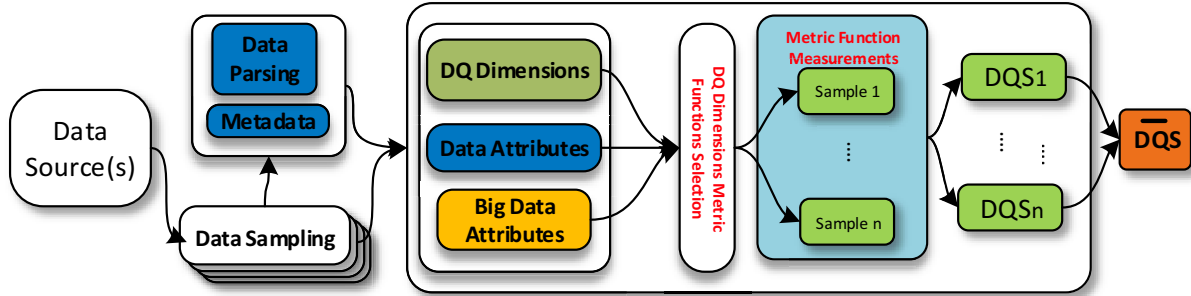 Data
Source(s)
Data
Parsing
Metadata
Data Sampling
DQ Dimensions
Data Attributes
Big Data
Attributes
DQ Dimensions Metric
Functions Selection
Metric Function
Measurements
Sample 1
...
Sample n
DQS1
...
...
DQSn
DQS